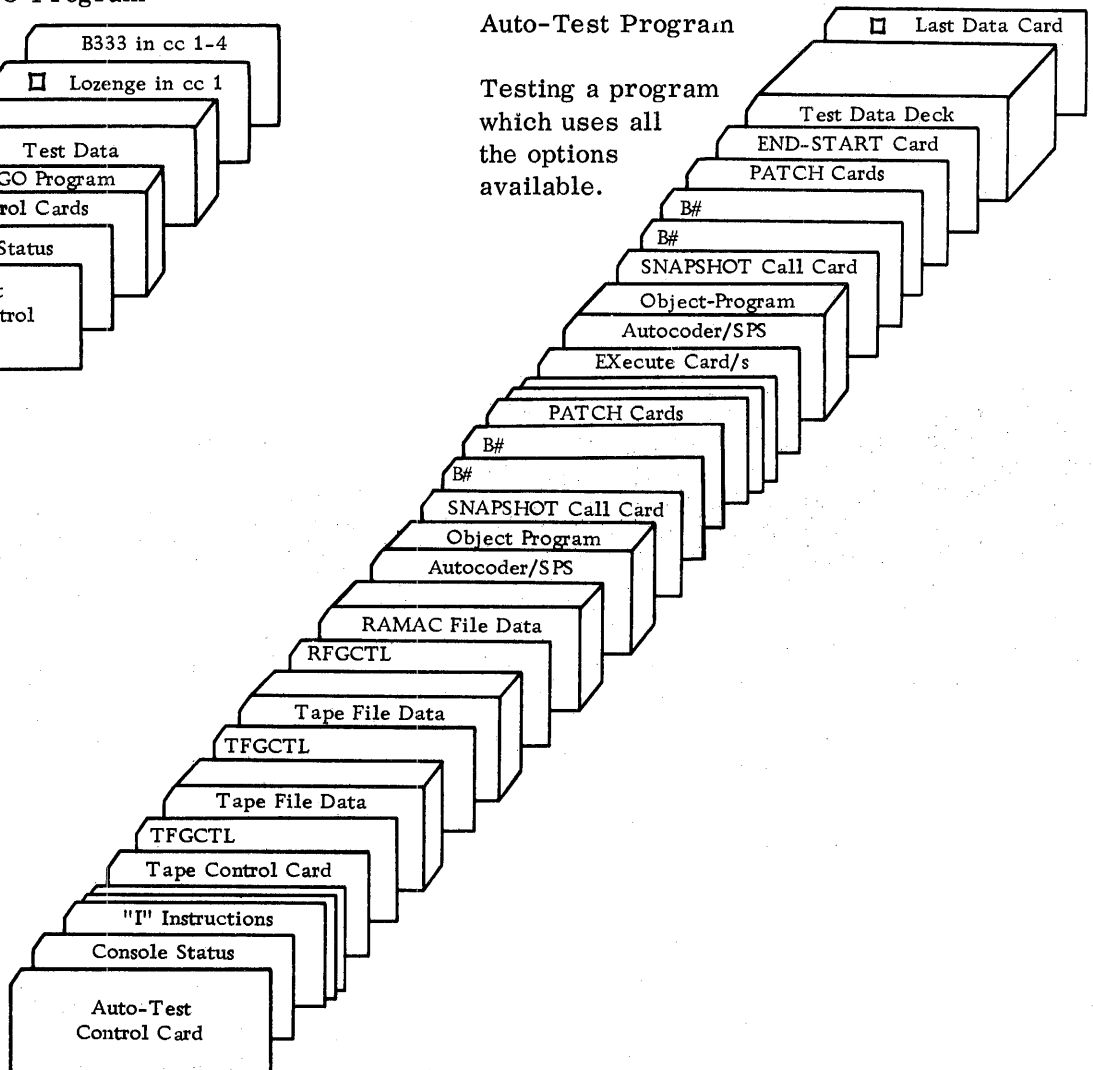 Program
B333 in cc 1-4
Lozenge in cc 1
Test Data
GO Program
rol Cards
Status
trol
Auto-Test Program
Testing a program
which uses all
the options
available.
Last Data Card
Test Data Deck
END-START Card
PATCH Cards
B#
B#
SNAPSHOT Call Card
Object-Program
Autocoder/SPS
EXecute Card/s
PATCH Cards
B#
B#
SNAPSHOT Call Card
Object Program
Autocoder/SPS
RAMAC File Data
RFGCTL
Tape File Data
TFGCTL
Tape File Data
TFGCTL
Tape Control Card
"I" Instructions
Console Status
Auto-Test
Control Card